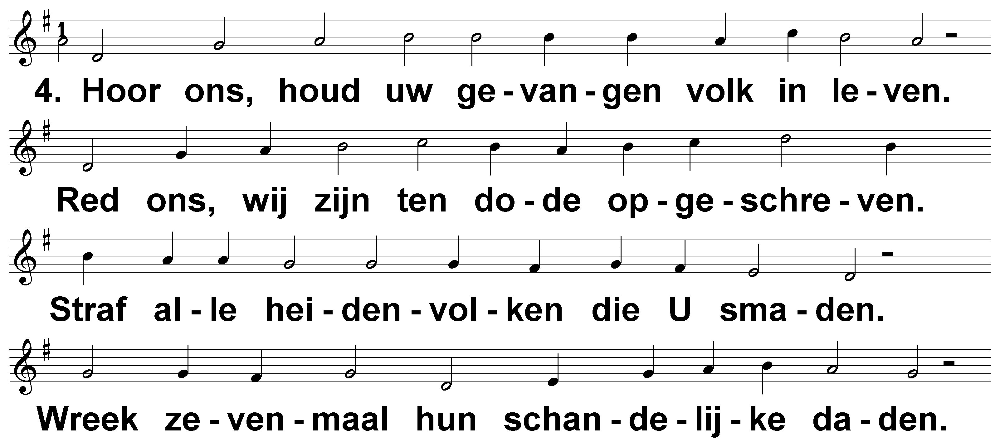 1
4. Hoor ons, houd uw ge-van-gen volk in le-ven.
Red ons, wij zijn ten do-de op-ge-schre-ven.
Straf al-le hei-den-vol-ken die U sma-den.
Wreek ze-ven-maal hun schan-de-lij-ke da-den.